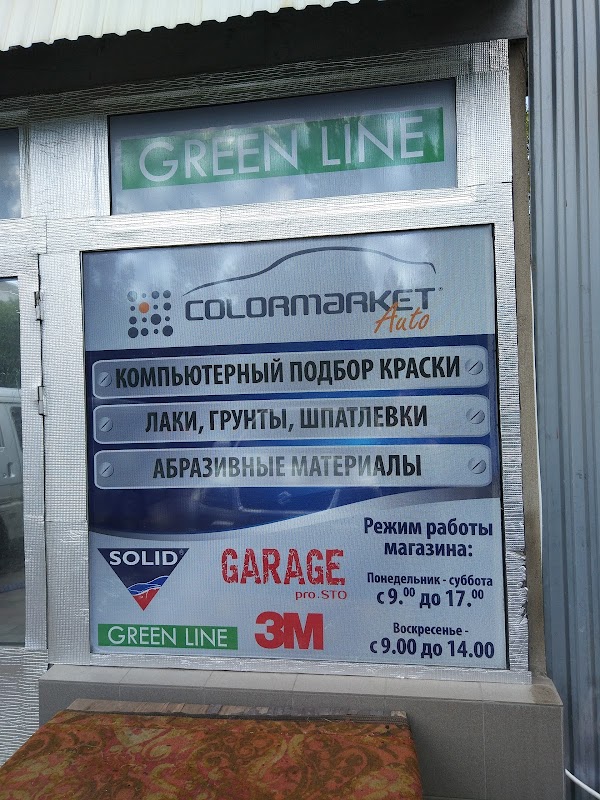 GREEN LINE
COLORMARKET
Auto
КОМПЬЮТЕРНЫЙ ПОДБОР КРАСКИ
ЛАКИ, ГРУНТЫ, ШПАТЛЕВКИ
АБРАЗИВНЫЕ МАТЕРИАЛЫ
Режим работы
магазина:
Понедельник - суббота
с 9.00 до 17.00
Воскресенье -
с 9.00 до 14.00
SOLID
GARAGE
pro.STO
GREEN LINE
3M